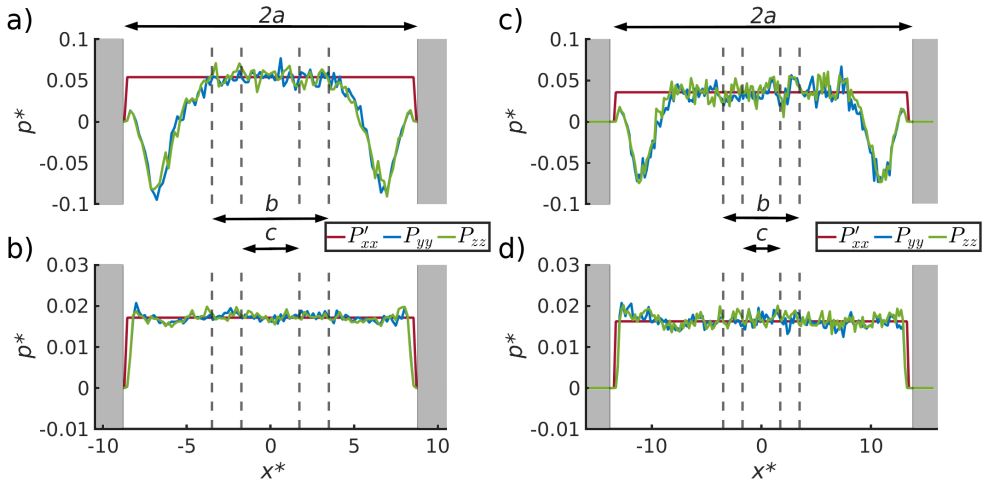 a)
2a
0.1
0.05
0
-0.05
-0.1
p*
b
c
P′xx Pyy Pzz
b)
0.03
0.02
0.01
0
-0.01
p*
-10 -5 0 5 10
x*
c)
2a
0.1
0.05
0
-0.05
-0.1
p*
b
c
P′xx Pyy Pzz
d)
0.03
0.02
0.01
0
-0.01
p*
-10 0 10
x*